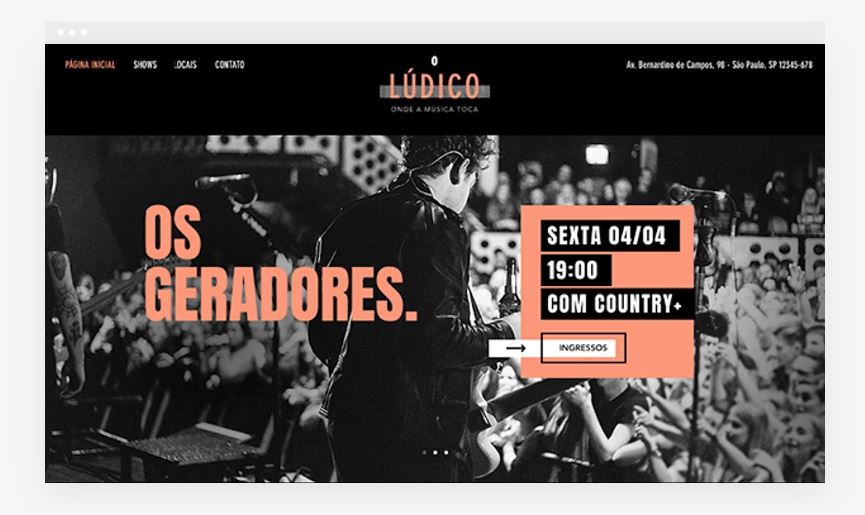 PÁGINA INICIAL SHOWS LOCAIS CONTATO
O
LÚDICO
ONDE A MÚSICA TOCA
Av. Bernardino de Campos, 98 - São Paulo, SP 12345-678
OS
GERADORES.
SEXTA 04/04
19:00
COM COUNTRY+
INGRESSOS